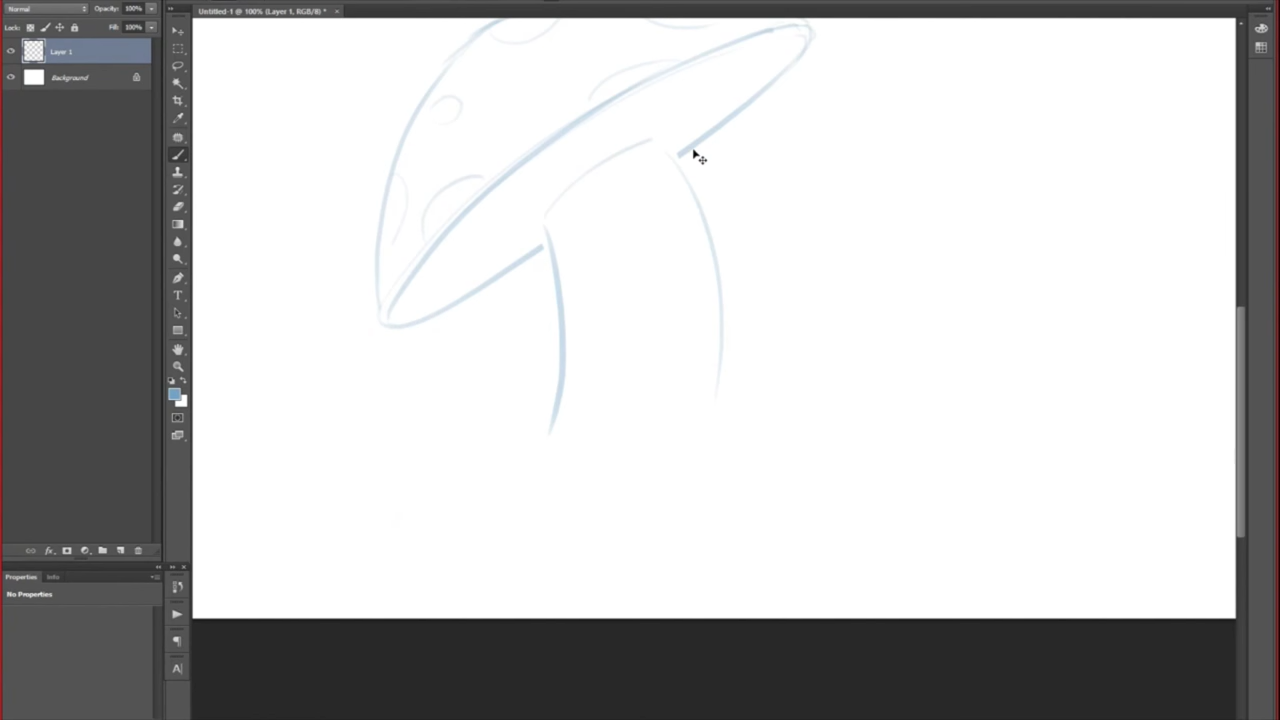 Normal
Opacity: 100%
Lock:
Fill: 100%
Layer 1
Background
Properties
Info
No Properties
Untitled-1 @ 100% (Layer 1, RGB/8) *